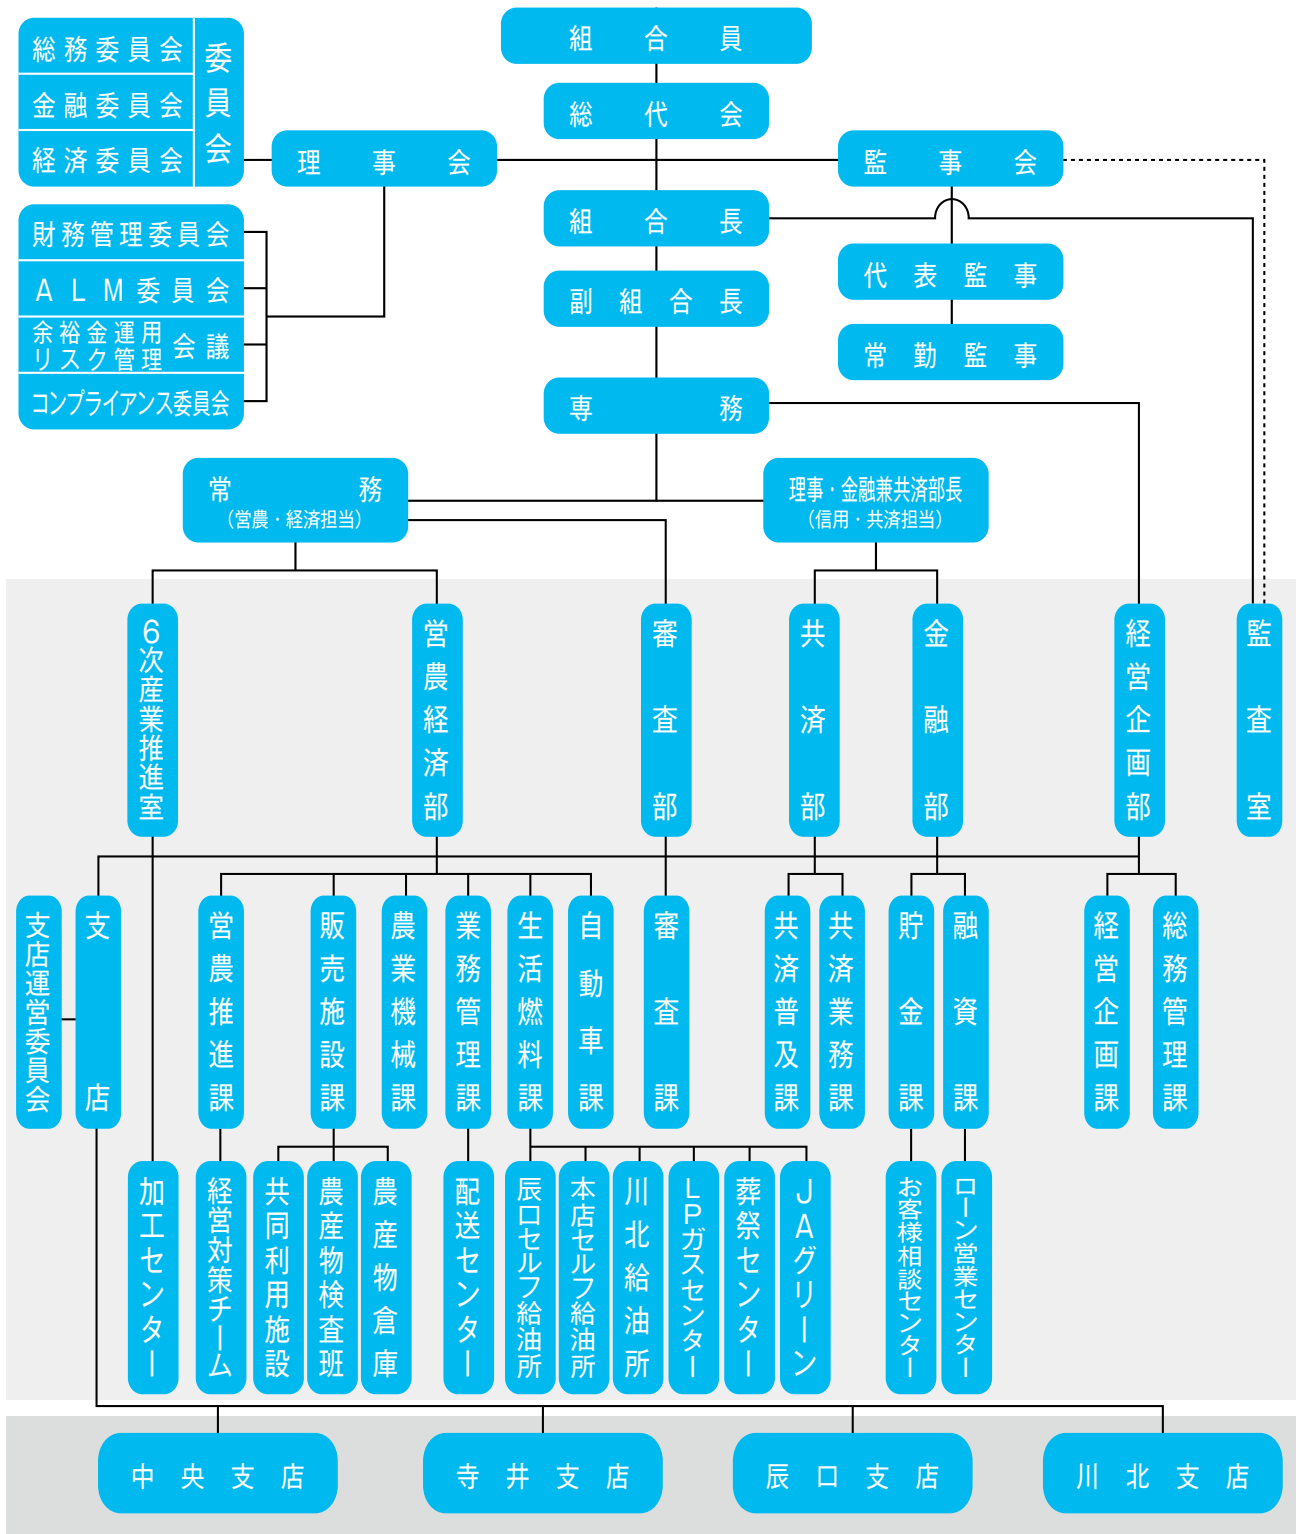 組合員
総代会
総務委員会
金融委員会
経済委員会
委員会
理事会
監事会
組合長
財務管理委員会
ALM委員会
余裕金運用
リスク管理
会議
コンプライアンス委員会
代表監事
副組合長
常勤監事
専務
常務
（営農・経済担当）
理事・金融兼共済部長
（信用・共済担当）
6次産業推進室
営農経済部
審査部
共済部
金融部
経営企画部
監査室
支店運営委員会
支店
営農推進課
販売施設課
農業機械課
業務管理課
生活燃料課
自動車課
審査課
共済普及課
共済業務課
貯金課
融資課
経営企画課
総務管理課
加工センター
経営対策チーム
共同利用施設
農産物検査班
農産物倉庫
配送センター
辰口セルフ給油所
本店セルフ給油所
川北給油所
LPガスセンター
葬祭センター
JAグリーン
お客様相談センター
ローン営業センター
中央支店
寺井支店
辰口支店
川北支店